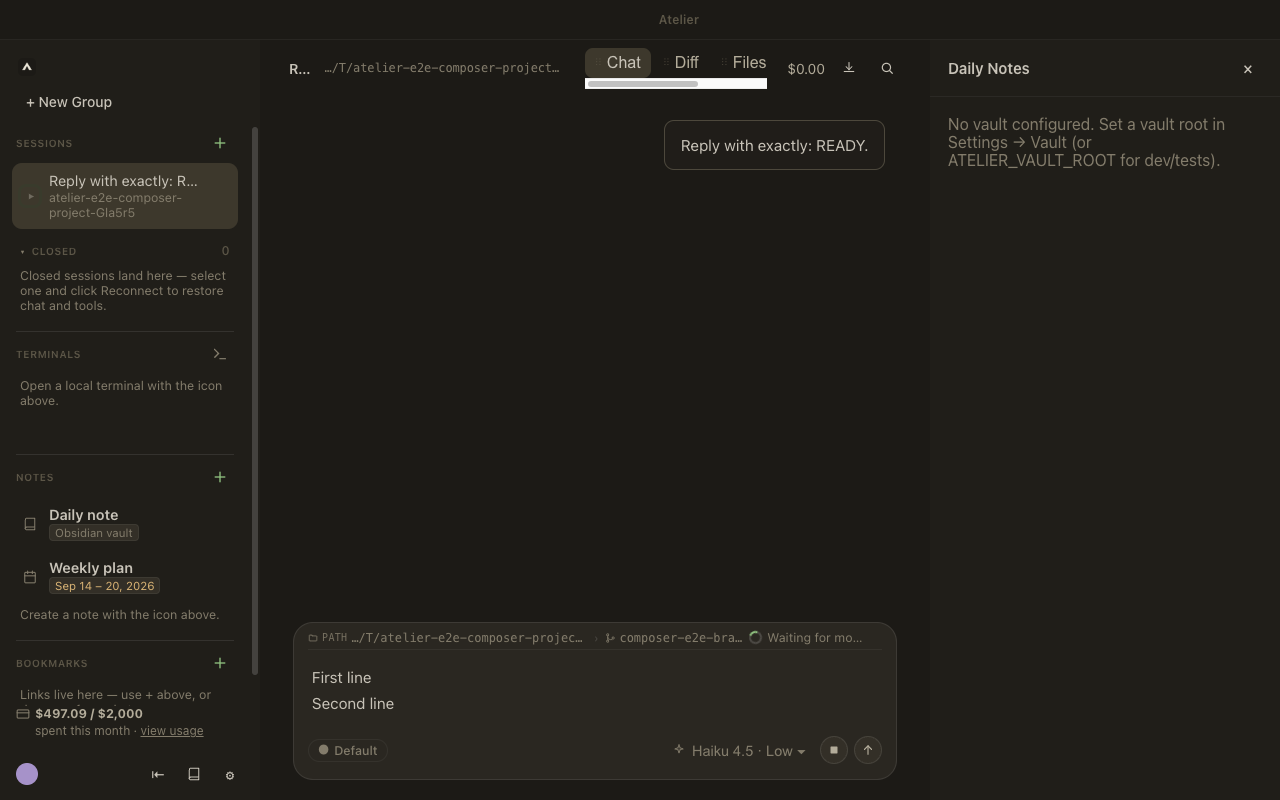 Atelier
+ New Group
SESSIONS
Reply with exactly: R...
atelier-e2e-composer-
project-Gla5r5
CLOSED
0
Closed sessions land here — select
one and click Reconnect to restore
chat and tools.
TERMINALS
Open a local terminal with the icon
above.
NOTES
Daily note
Obsidian vault
Weekly plan
Sep 14 – 20, 2026
Create a note with the icon above.
BOOKMARKS
Links live here — use + above, or
$497.09 / $2,000
spent this month · view usage
R...
…/T/atelier-e2e-composer-project…
Chat
Diff
Files
$0.00
Reply with exactly: READY.
PATH …/T/atelier-e2e-composer-projec… › composer-e2e-bra… Waiting for mo...
First line
Second line
Default
Haiku 4.5 · Low
Daily Notes
No vault configured. Set a vault root in
Settings → Vault (or
ATELIER_VAULT_ROOT for dev/tests).